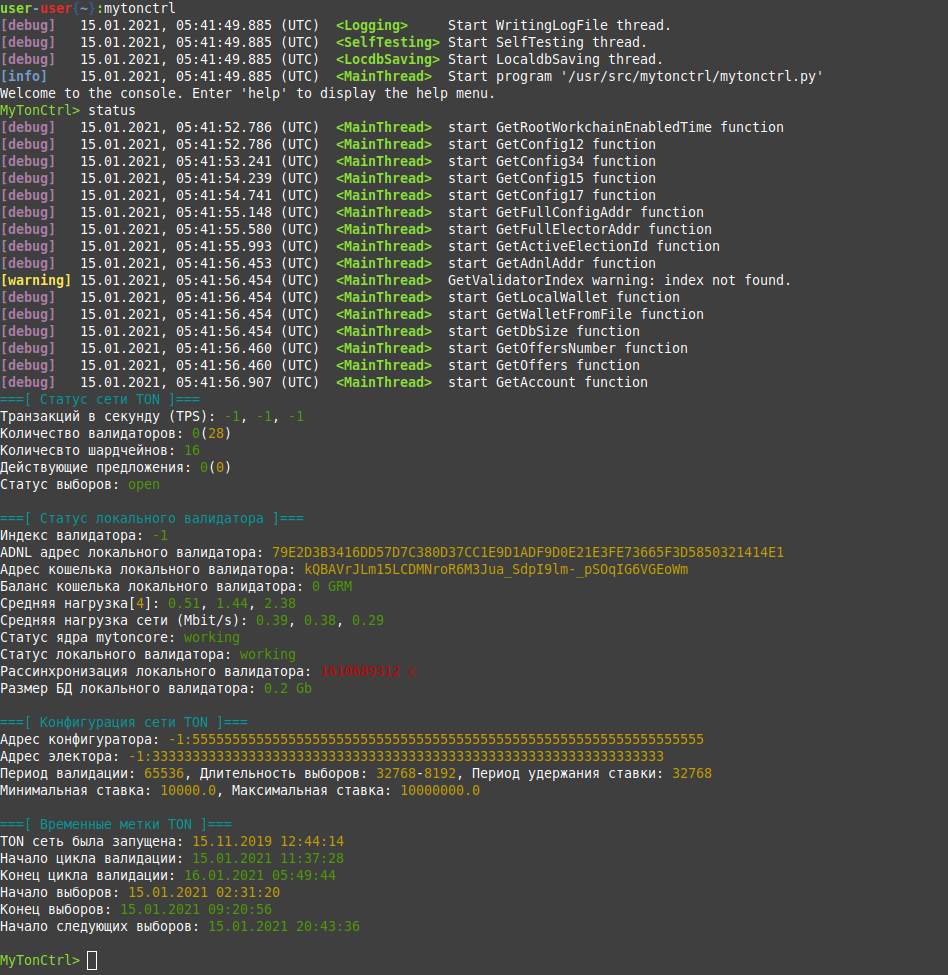 user-user{~}:mytonctrl
[debug] 15.01.2021, 05:41:49.885 (UTC) <Logging> Start WritingLogFile thread.
[debug] 15.01.2021, 05:41:49.885 (UTC) <SelfTesting> Start SelfTesting thread.
[debug] 15.01.2021, 05:41:49.885 (UTC) <LocdbSaving> Start LocaldbSaving thread.
[info] 15.01.2021, 05:41:49.885 (UTC) <MainThread> Start program '/usr/src/mytonctrl/mytonctrl.py'
Welcome to the console. Enter 'help' to display the help menu.
MyTonCtrl> status
[debug] 15.01.2021, 05:41:52.786 (UTC) <MainThread> start GetRootWorkchainEnabledTime function
[debug] 15.01.2021, 05:41:52.786 (UTC) <MainThread> start GetConfig12 function
[debug] 15.01.2021, 05:41:53.241 (UTC) <MainThread> start GetConfig34 function
[debug] 15.01.2021, 05:41:54.239 (UTC) <MainThread> start GetConfig15 function
[debug] 15.01.2021, 05:41:54.741 (UTC) <MainThread> start GetConfig17 function
[debug] 15.01.2021, 05:41:55.148 (UTC) <MainThread> start GetFullConfigAddr function
[debug] 15.01.2021, 05:41:55.580 (UTC) <MainThread> start GetFullElectorAddr function
[debug] 15.01.2021, 05:41:55.993 (UTC) <MainThread> start GetActiveElectionId function
[debug] 15.01.2021, 05:41:56.453 (UTC) <MainThread> start GetAdnlAddr function
[warning] 15.01.2021, 05:41:56.454 (UTC) <MainThread> GetValidatorIndex warning: index not found.
[debug] 15.01.2021, 05:41:56.454 (UTC) <MainThread> start GetLocalWallet function
[debug] 15.01.2021, 05:41:56.454 (UTC) <MainThread> start GetWalletFromFile function
[debug] 15.01.2021, 05:41:56.454 (UTC) <MainThread> start GetDbSize function
[debug] 15.01.2021, 05:41:56.460 (UTC) <MainThread> start GetOffersNumber function
[debug] 15.01.2021, 05:41:56.460 (UTC) <MainThread> start GetOffers function
[debug] 15.01.2021, 05:41:56.907 (UTC) <MainThread> start GetAccount function
===[ Статус сети TON ]===
Транзакций в секунду (TPS): -1, -1, -1
Количество валидаторов: 0(28)
Количесвто шардчейнов: 16
Действующие предложения: 0(0)
Статус выборов: open
===[ Статус локального валидатора ]===
Индекс валидатора: -1
ADNL адрес локального валидатора: 79E2D3B3416DD57D7C380D37CC1E9D1ADF9D0E21E3FE73665F3D5850321414E1
Адрес кошелька локального валидатора: kQBAVrJLm15LCDMNroR6M3Jua_SdpI9lm-_pSOqIG6VGEoWm
Баланс кошелька локального валидатора: 0 GRM
Средняя нагрузка[4]: 0.51, 1.44, 2.38
Средняя нагрузка сети (Mbit/s): 0.39, 0.38, 0.29
Статус ядра mytoncore: working
Статус локального валидатора: working
Рассинхронизация локального валидатора: 1610689312 с
Размер БД локального валидатора: 0.2 Gb
===[ Конфигурация сети TON ]===
Адрес конфигуратора: -1:5555555555555555555555555555555555555555555555555555555555555555
Адрес электора: -1:3333333333333333333333333333333333333333333333333333333333333333
Период валидации: 65536, Длительность выборов: 32768-8192, Период удержания ставки: 32768
Минимальная ставка: 10000.0, Максимальная ставка: 10000000.0
===[ Временные метки TON ]===
TON сеть была запущена: 15.11.2019 12:44:14
Начало цикла валидации: 15.01.2021 11:37:28
Конец цикла валидации: 16.01.2021 05:49:44
Начало выборов: 15.01.2021 02:31:20
Конец выборов: 15.01.2021 09:20:56
Начало следующих выборов: 15.01.2021 20:43:36
MyTonCtrl>